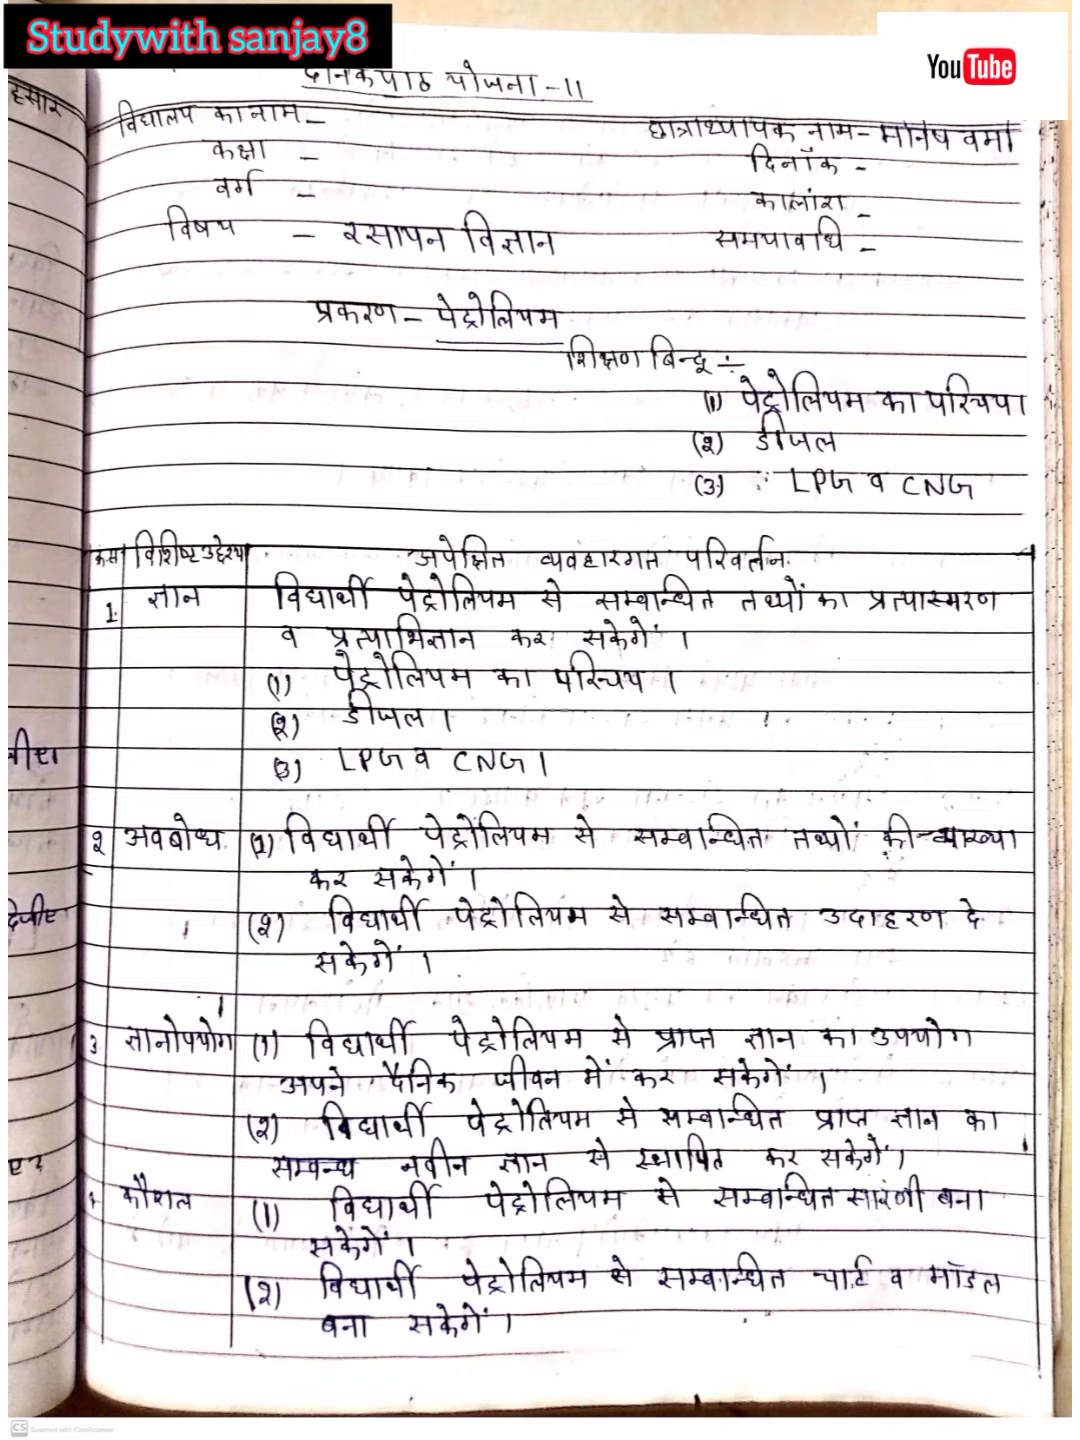 Studywith sanjay8
YouTube
दैनिक पाठ योजना - 11
विद्यालय का नाम -
छात्राध्यापक नाम - मनिष वर्मा
कक्षा -
दिनाँक -
वर्ग -
कालांश -
विषय - रसायन विज्ञान
समयावधि -
प्रकरण - पेट्रोलियम
शिक्षण बिन्दू ÷
(1) पेट्रोलियम का परिचय।
(2) डीजल
(3) LPG व CNG
क्र.सं विशिष्ट उद्देश्य अपेक्षित व्यवहारगत परिवर्तन
1. ज्ञान विद्यार्थी पेट्रोलियम से सम्बन्धित तथ्यों का प्रत्यास्मरण
व प्रत्याभिज्ञान कर सकेगें।
(1) पेट्रोलियम का परिचय।
(2) डीजल।
(3) LPG व CNG।
2 अवबोध (1) विद्यार्थी पेट्रोलियम से सम्बन्धित तथ्यों की व्याख्या
कर सकेगें।
(2) विद्यार्थी पेट्रोलियम से सम्बन्धित उदाहरण दे
सकेगें।
3. ज्ञानोपयोग (1) विद्यार्थी पेट्रोलियम से प्राप्त ज्ञान का उपयोग
अपने दैनिक जीवन में कर सकेगें।
(2) विद्यार्थी पेट्रोलियम से सम्बन्धित प्राप्त ज्ञान का
सम्बन्ध नवीन ज्ञान से स्थापित कर सकेगें।
4. कौशल (1) विद्यार्थी पेट्रोलियम से सम्बन्धित सारणी बना
सकेगें।
(2) विद्यार्थी पेट्रोलियम से सम्बन्धित चार्ट व मॉडल
बना सकेगें।
CS Scanned with CamScanner